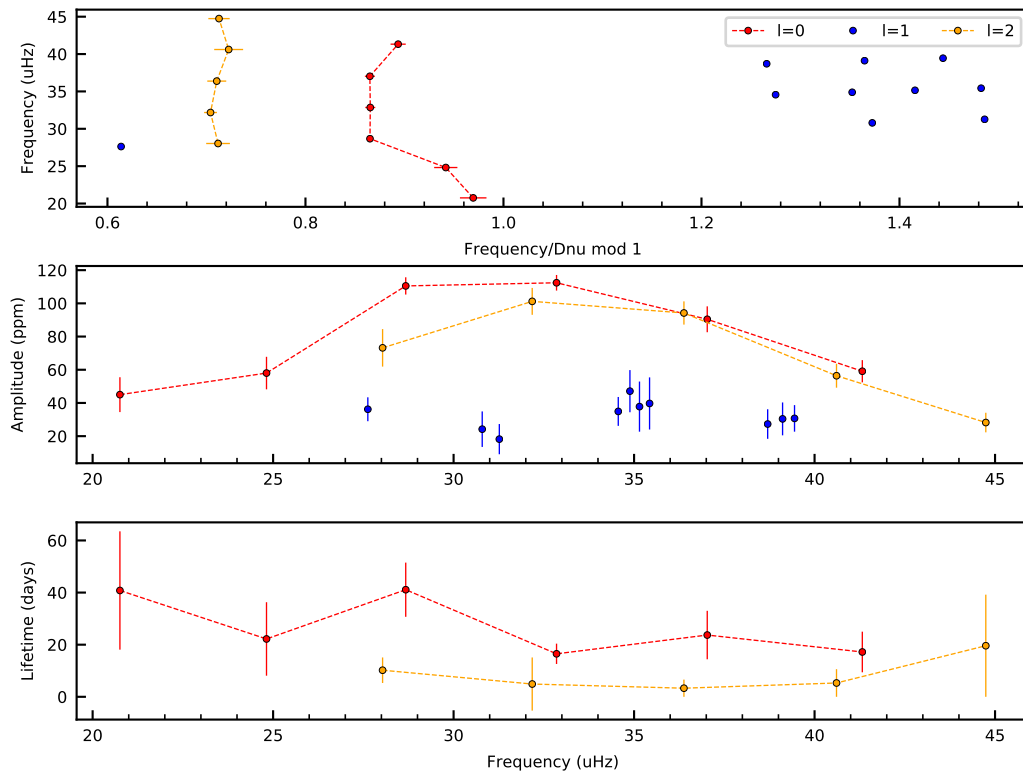 45
40
35
30
25
20
Frequency (uHz)
l=0 l=1 l=2
0.6 0.8 1.0 1.2 1.4
Frequency/Dnu mod 1
120
100
80
60
40
20
Amplitude (ppm)
20 25 30 35 40 45
60
40
20
0
Lifetime (days)
20 25 30 35 40 45
Frequency (uHz)